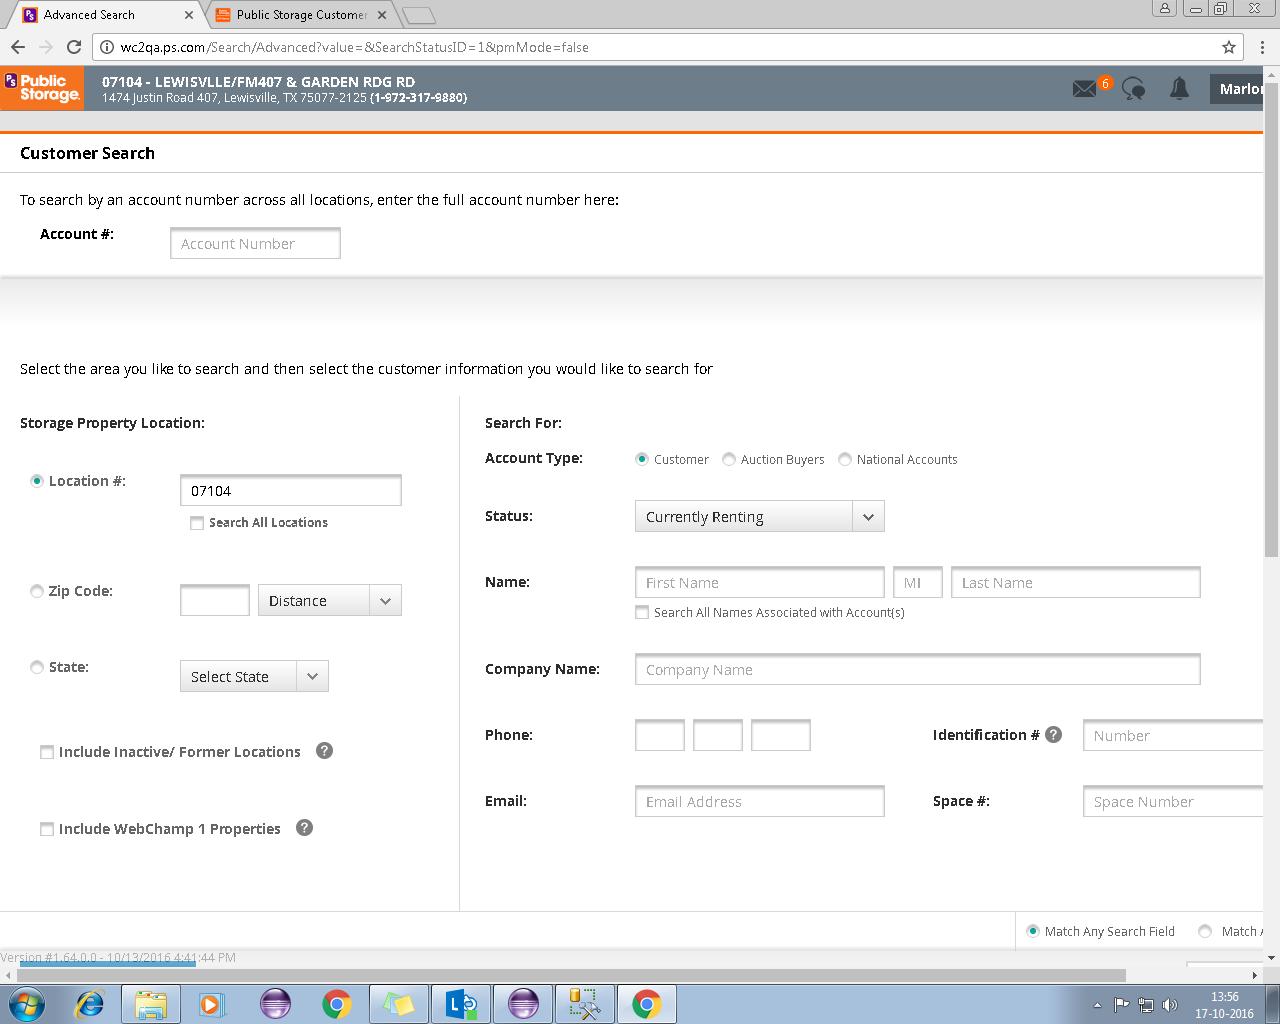 Advanced Search
Public Storage Customer
wc2qa.ps.com/Search/Advanced?value=&SearchStatusID=1&pmMode=false
PS Public Storage.
07104 - LEWISVLLE/FM407 & GARDEN RDG RD
1474 Justin Road 407, Lewisville, TX 75077-2125 (1-972-317-9880)
6
Marlo
Customer Search
To search by an account number across all locations, enter the full account number here:
Account #: Account Number
Select the area you like to search and then select the customer information you would like to search for
Storage Property Location:
Location #: 07104
Search All Locations
Zip Code: Distance
State: Select State
Include Inactive/ Former Locations ?
Include WebChamp 1 Properties ?
Search For:
Account Type: Customer Auction Buyers National Accounts
Status: Currently Renting
Name: First Name MI Last Name
Search All Names Associated with Account(s)
Company Name: Company Name
Phone: Identification # ? Number
Email: Email Address Space #: Space Number
Match Any Search Field Match
Version #1.64.0.0 - 10/13/2016 4:41:44 PM
13:56
17-10-2016